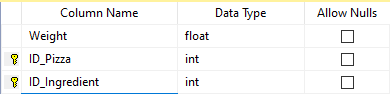 Column Name Data Type Allow Nulls
Weight float
ID_Pizza int
ID_Ingredient int